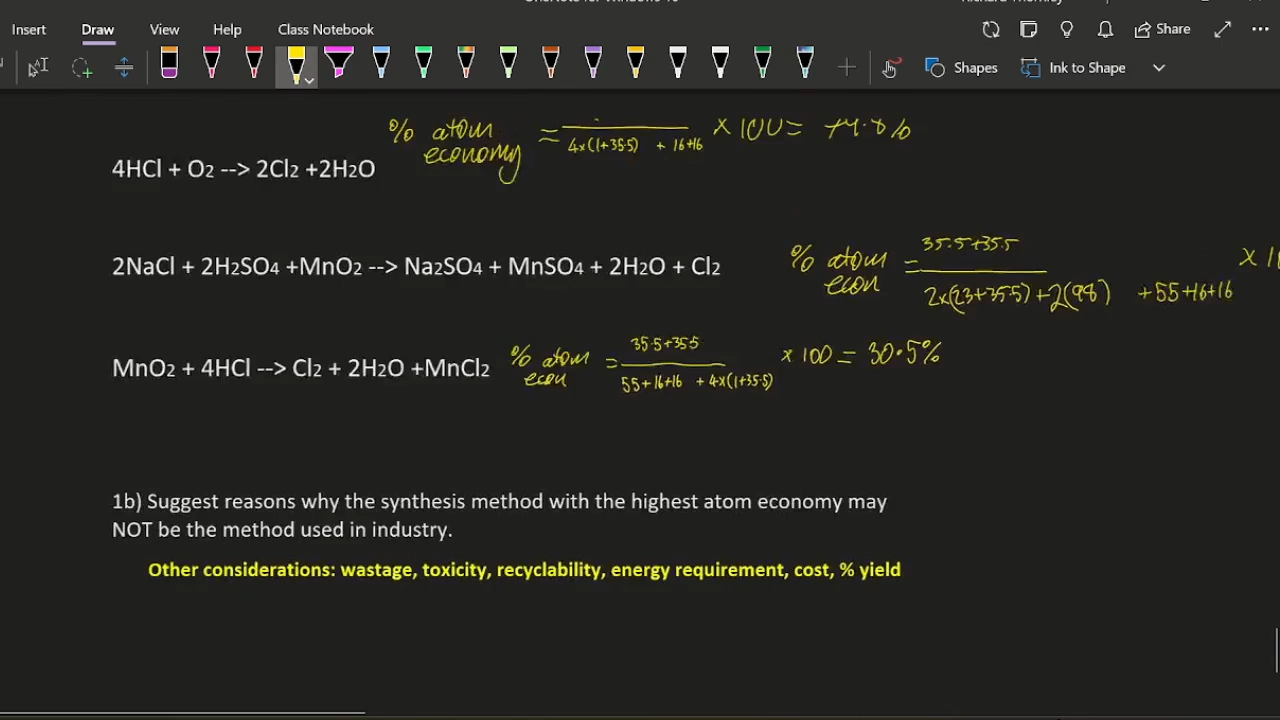 Insert Draw View Help Class Notebook Share
Shapes Ink to Shape
% atom economy = / 4x(1+35.5) + 16+16 x 100 =
4HCl + O2 --> 2Cl2 +2H2O
2NaCl + 2H2SO4 +MnO2 --> Na2SO4 + MnSO4 + 2H2O + Cl2
% atom econ = 35.5+35.5 / 2x(23+35.5)+2(98) +55+16+16
MnO2 + 4HCl --> Cl2 + 2H2O +MnCl2
% atom econ = 35.5+35.5 / 55+16+16 + 4x(1+35.5) x 100 = 30.5%
1b) Suggest reasons why the synthesis method with the highest atom economy may
NOT be the method used in industry.
Other considerations: wastage, toxicity, recyclability, energy requirement, cost, % yield